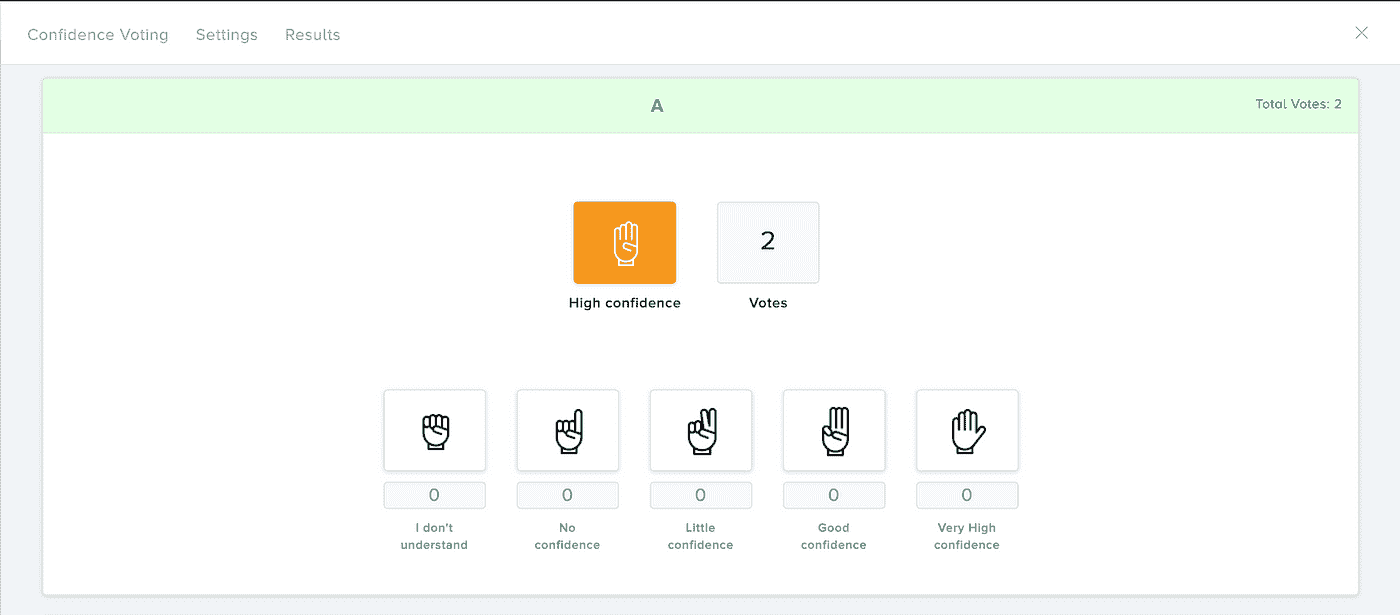 Confidence Voting Settings Results
A
Total Votes: 2
2
High confidence Votes
0 0 0 0 0
I don't No Little Good Very High
understand confidence confidence confidence confidence